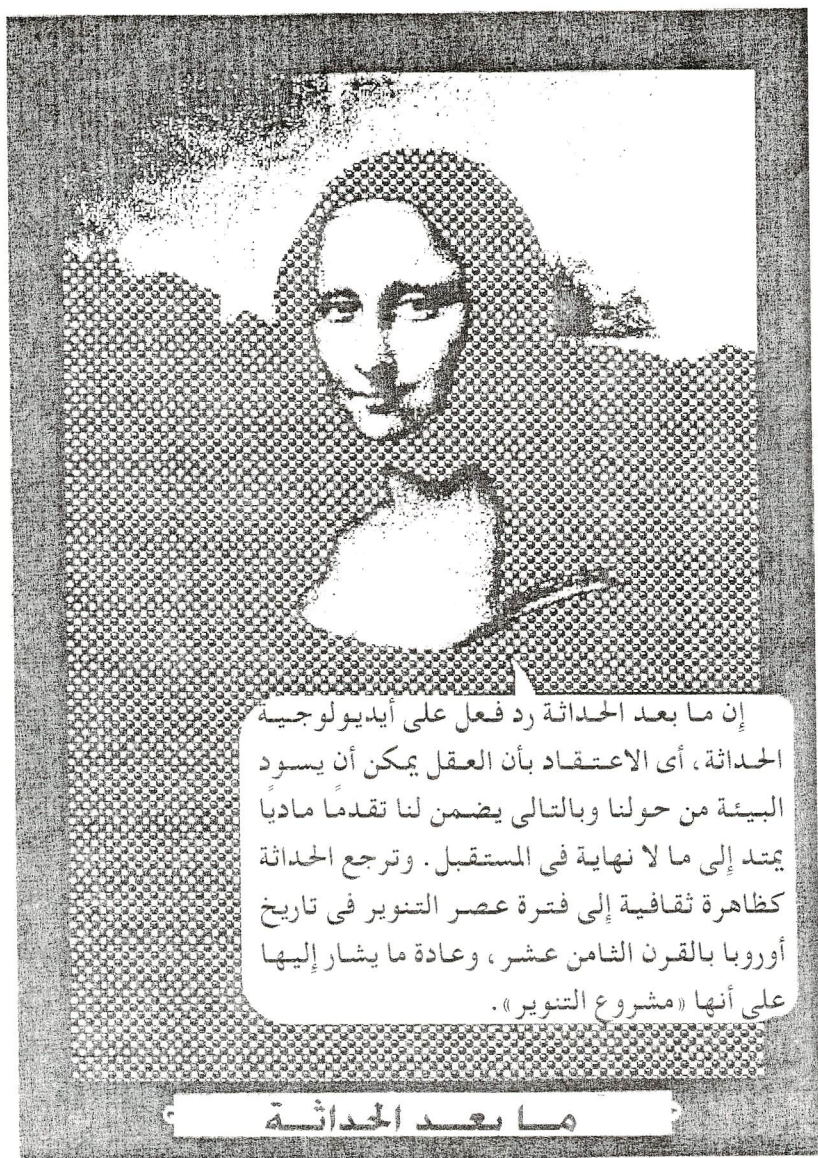 إن ما بعد الحداثة رد فعل على أيديولوجية
الحداثة، أى الاعتقاد بأن العقل يمكن أن يسود
البيئة من حولنا وبالتالى يضمن لنا تقدمًا ماديًا
يمتد إلى ما لا نهاية فى المستقبل. وترجع الحداثة
كظاهرة ثقافية إلى فترة عصر التنوير فى تاريخ
أوروبا بالقرن الثامن عشر، وعادة ما يشار إليها
على أنها «مشروع التنوير».
ما بعد الحداثة